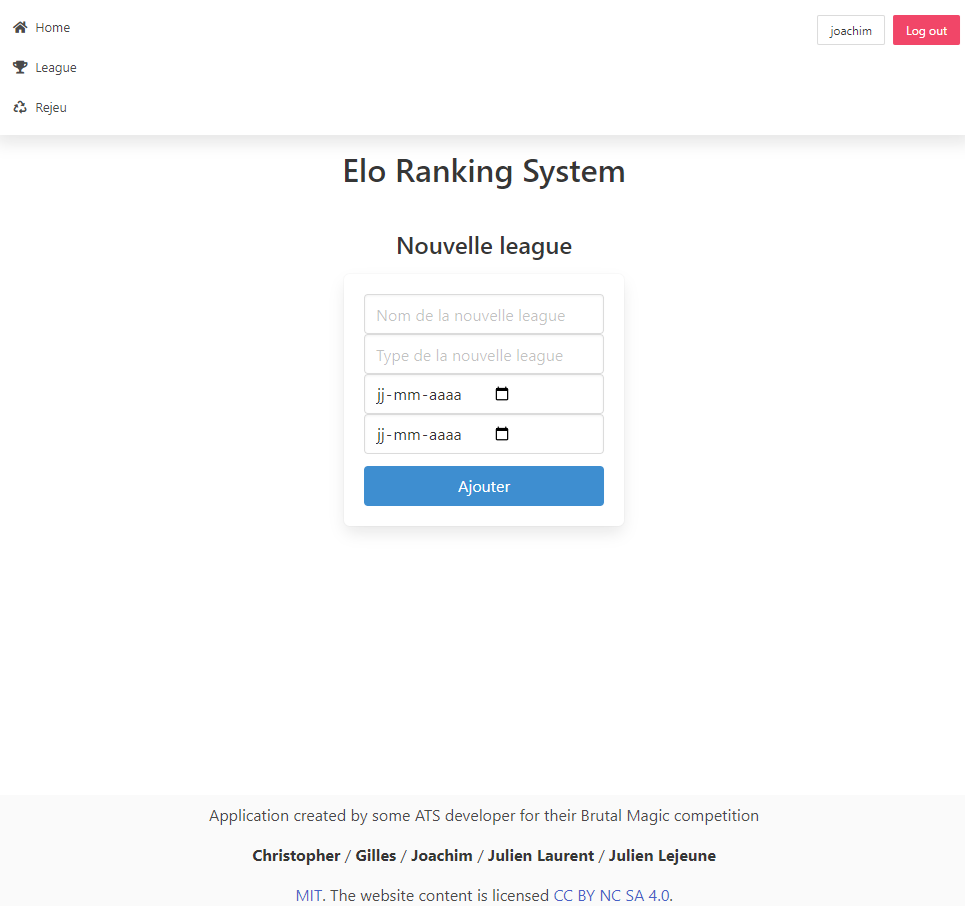 Home
joachim
Log out
League
Rejeu
Elo Ranking System
Nouvelle league
Nom de la nouvelle league
Type de la nouvelle league
jj-mm-aaaa
jj-mm-aaaa
Ajouter
Application created by some ATS developer for their Brutal Magic competition
Christopher / Gilles / Joachim / Julien Laurent / Julien Lejeune
MIT. The website content is licensed CC BY NC SA 4.0.